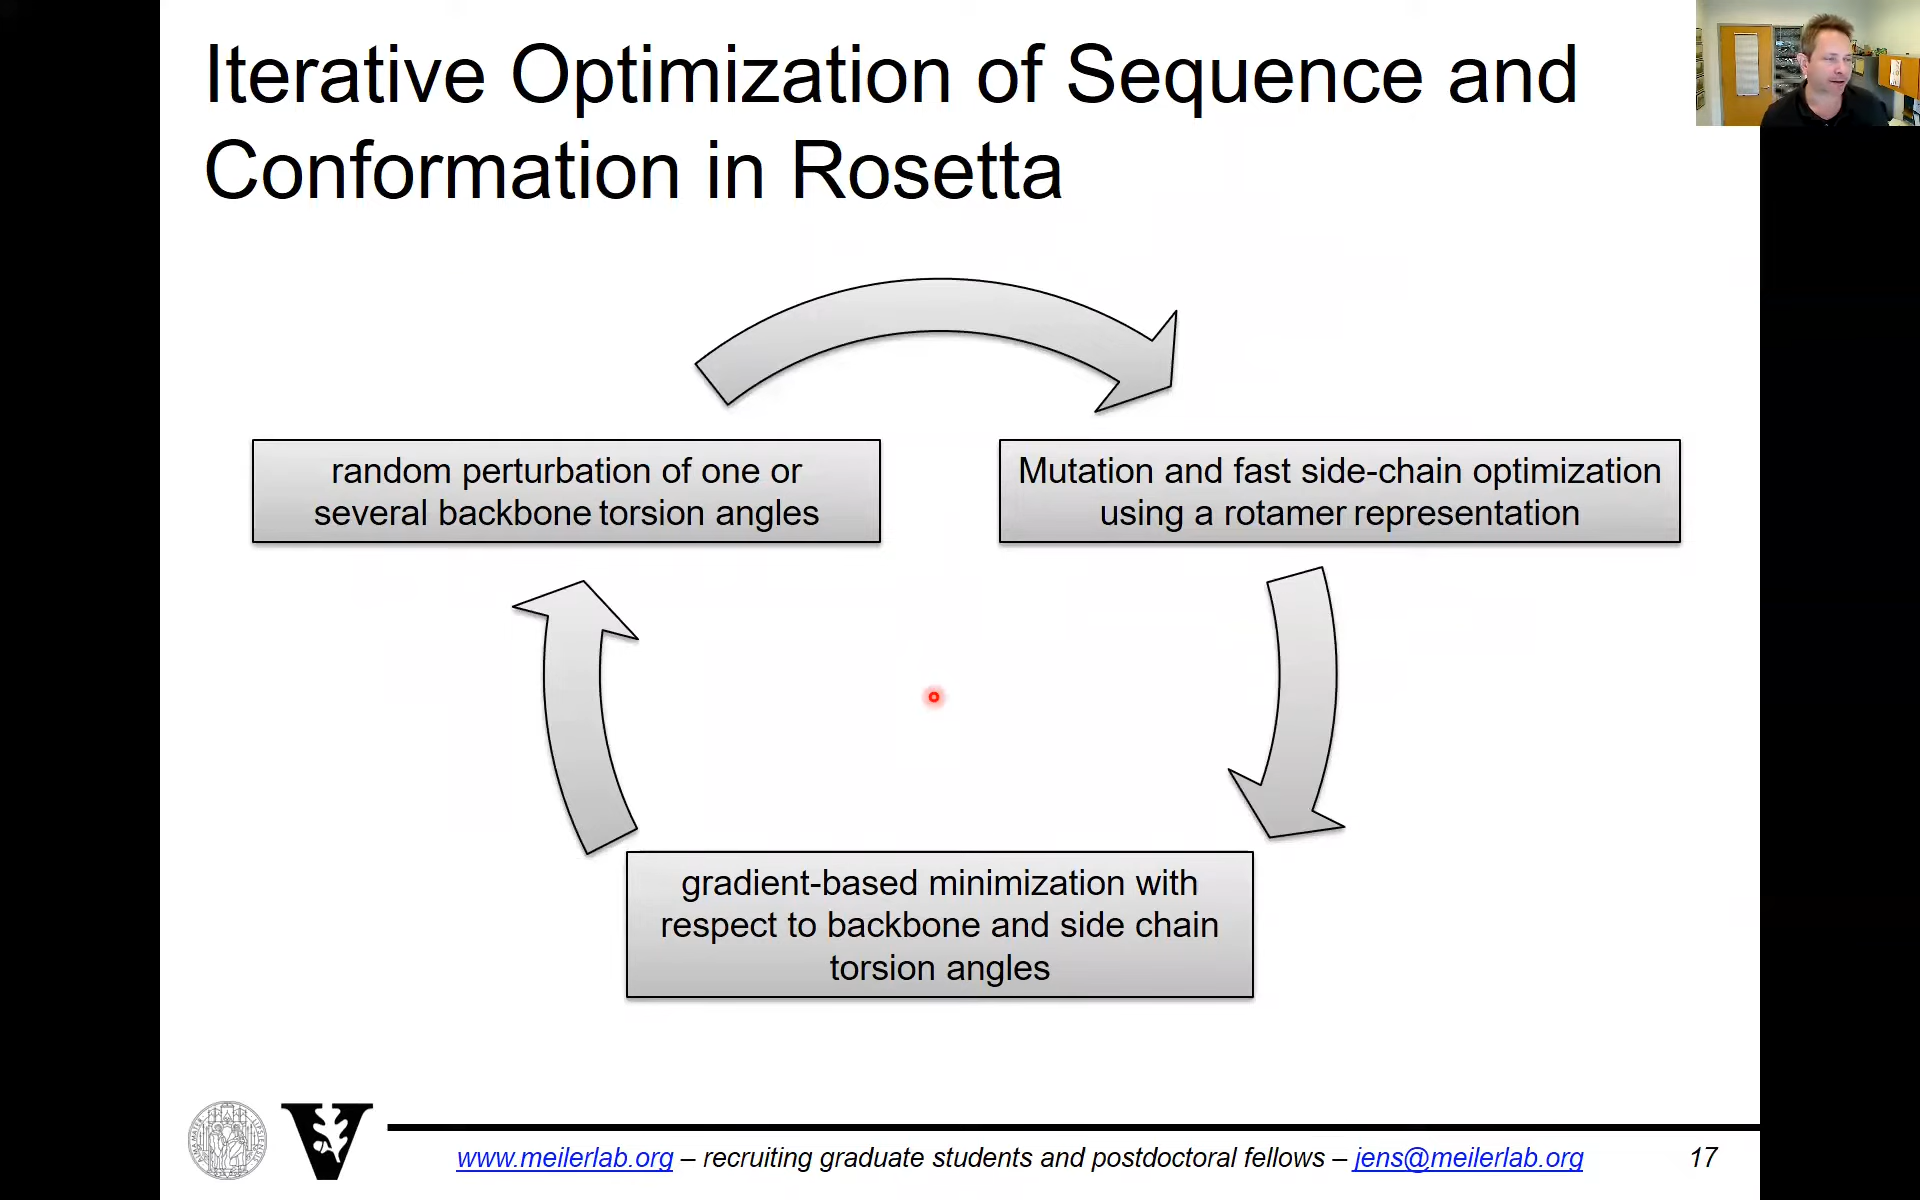 Iterative Optimization of Sequence and
Conformation in Rosetta
random perturbation of one or
several backbone torsion angles
Mutation and fast side-chain optimization
using a rotamer representation
gradient-based minimization with
respect to backbone and side chain
torsion angles
www.meilerlab.org – recruiting graduate students and postdoctoral fellows – jens@meilerlab.org
17